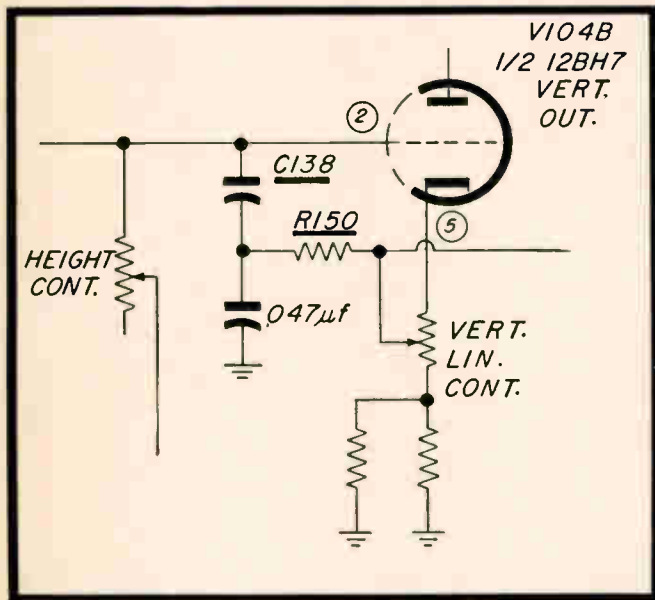 V104B
1/2 12BH7
VERT.
OUT.
2
C138
R150
5
HEIGHT
CONT.
.047µf
VERT.
LIN.
CONT.